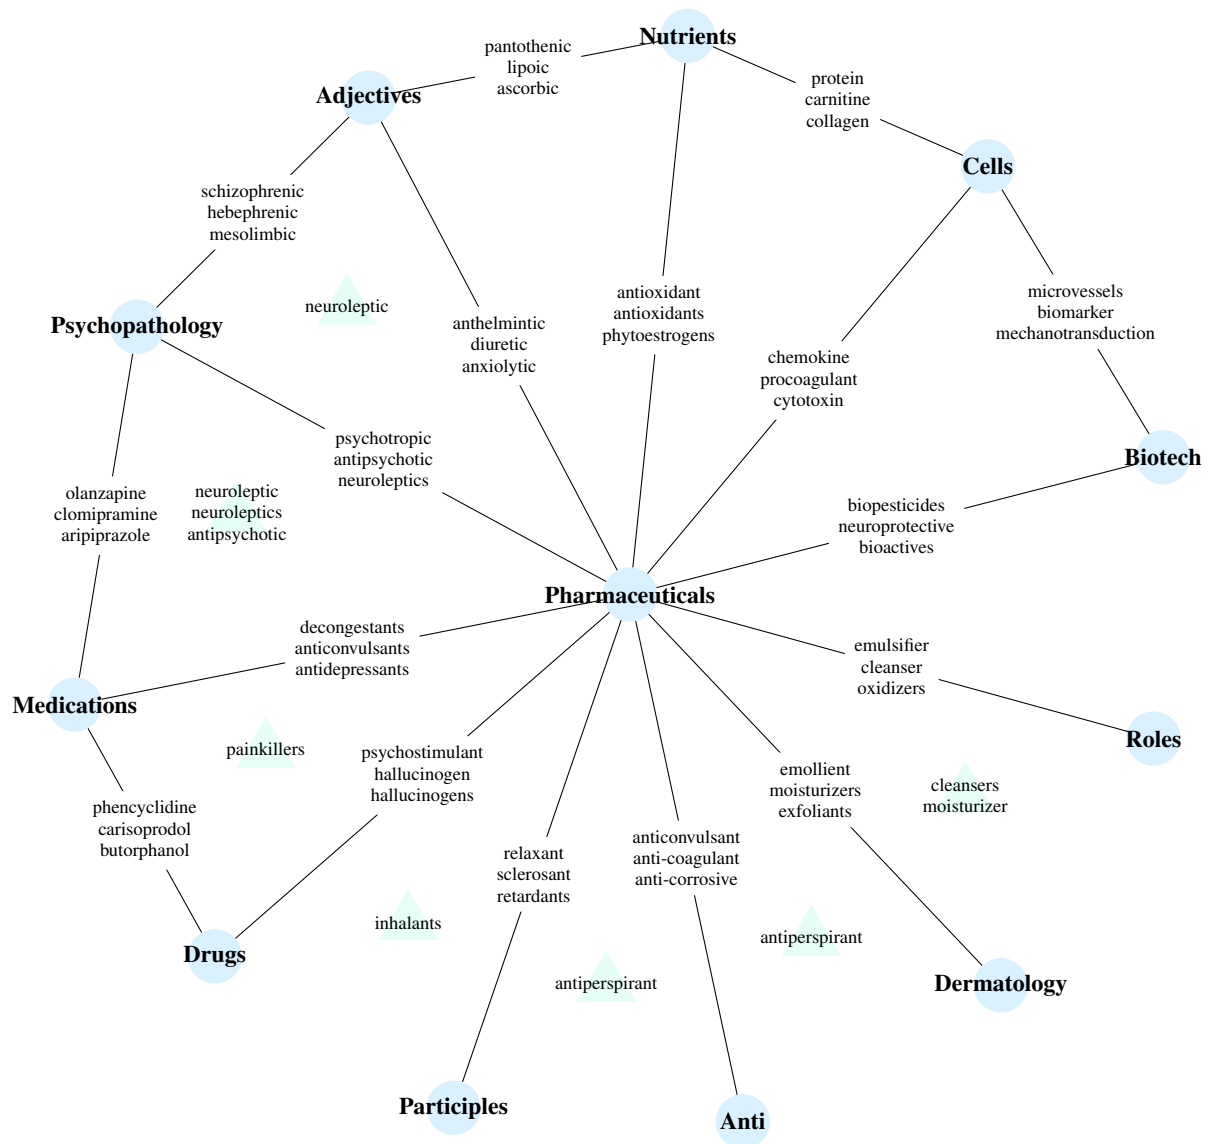 Nutrients
pantothenic
lipoic
ascorbic
Adjectives
protein
carnitine
collagen
Cells
schizophrenic
hebephrenic
mesolimbic
neuroleptic
Psychopathology
anthelmintic
diuretic
anxiolytic
antioxidant
antioxidants
phytoestrogens
chemokine
procoagulant
cytotoxin
microvessels
biomarker
mechanotransduction
psychotropic
antipsychotic
neuroleptics
Biotech
olanzapine
clomipramine
aripiprazole
neuroleptic
neuroleptics
antipsychotic
biopesticides
neuroprotective
bioactives
Pharmaceuticals
decongestants
anticonvulsants
antidepressants
emulsifier
cleanser
oxidizers
Medications
Roles
painkillers
psychostimulant
hallucinogen
hallucinogens
emollient
moisturizers
exfoliants
cleansers
moisturizer
phencyclidine
carisoprodol
butorphanol
relaxant
sclerosant
retardants
anticonvulsant
anti-coagulant
anti-corrosive
inhalants
antiperspirant
Drugs
antiperspirant
Dermatology
Participles
Anti